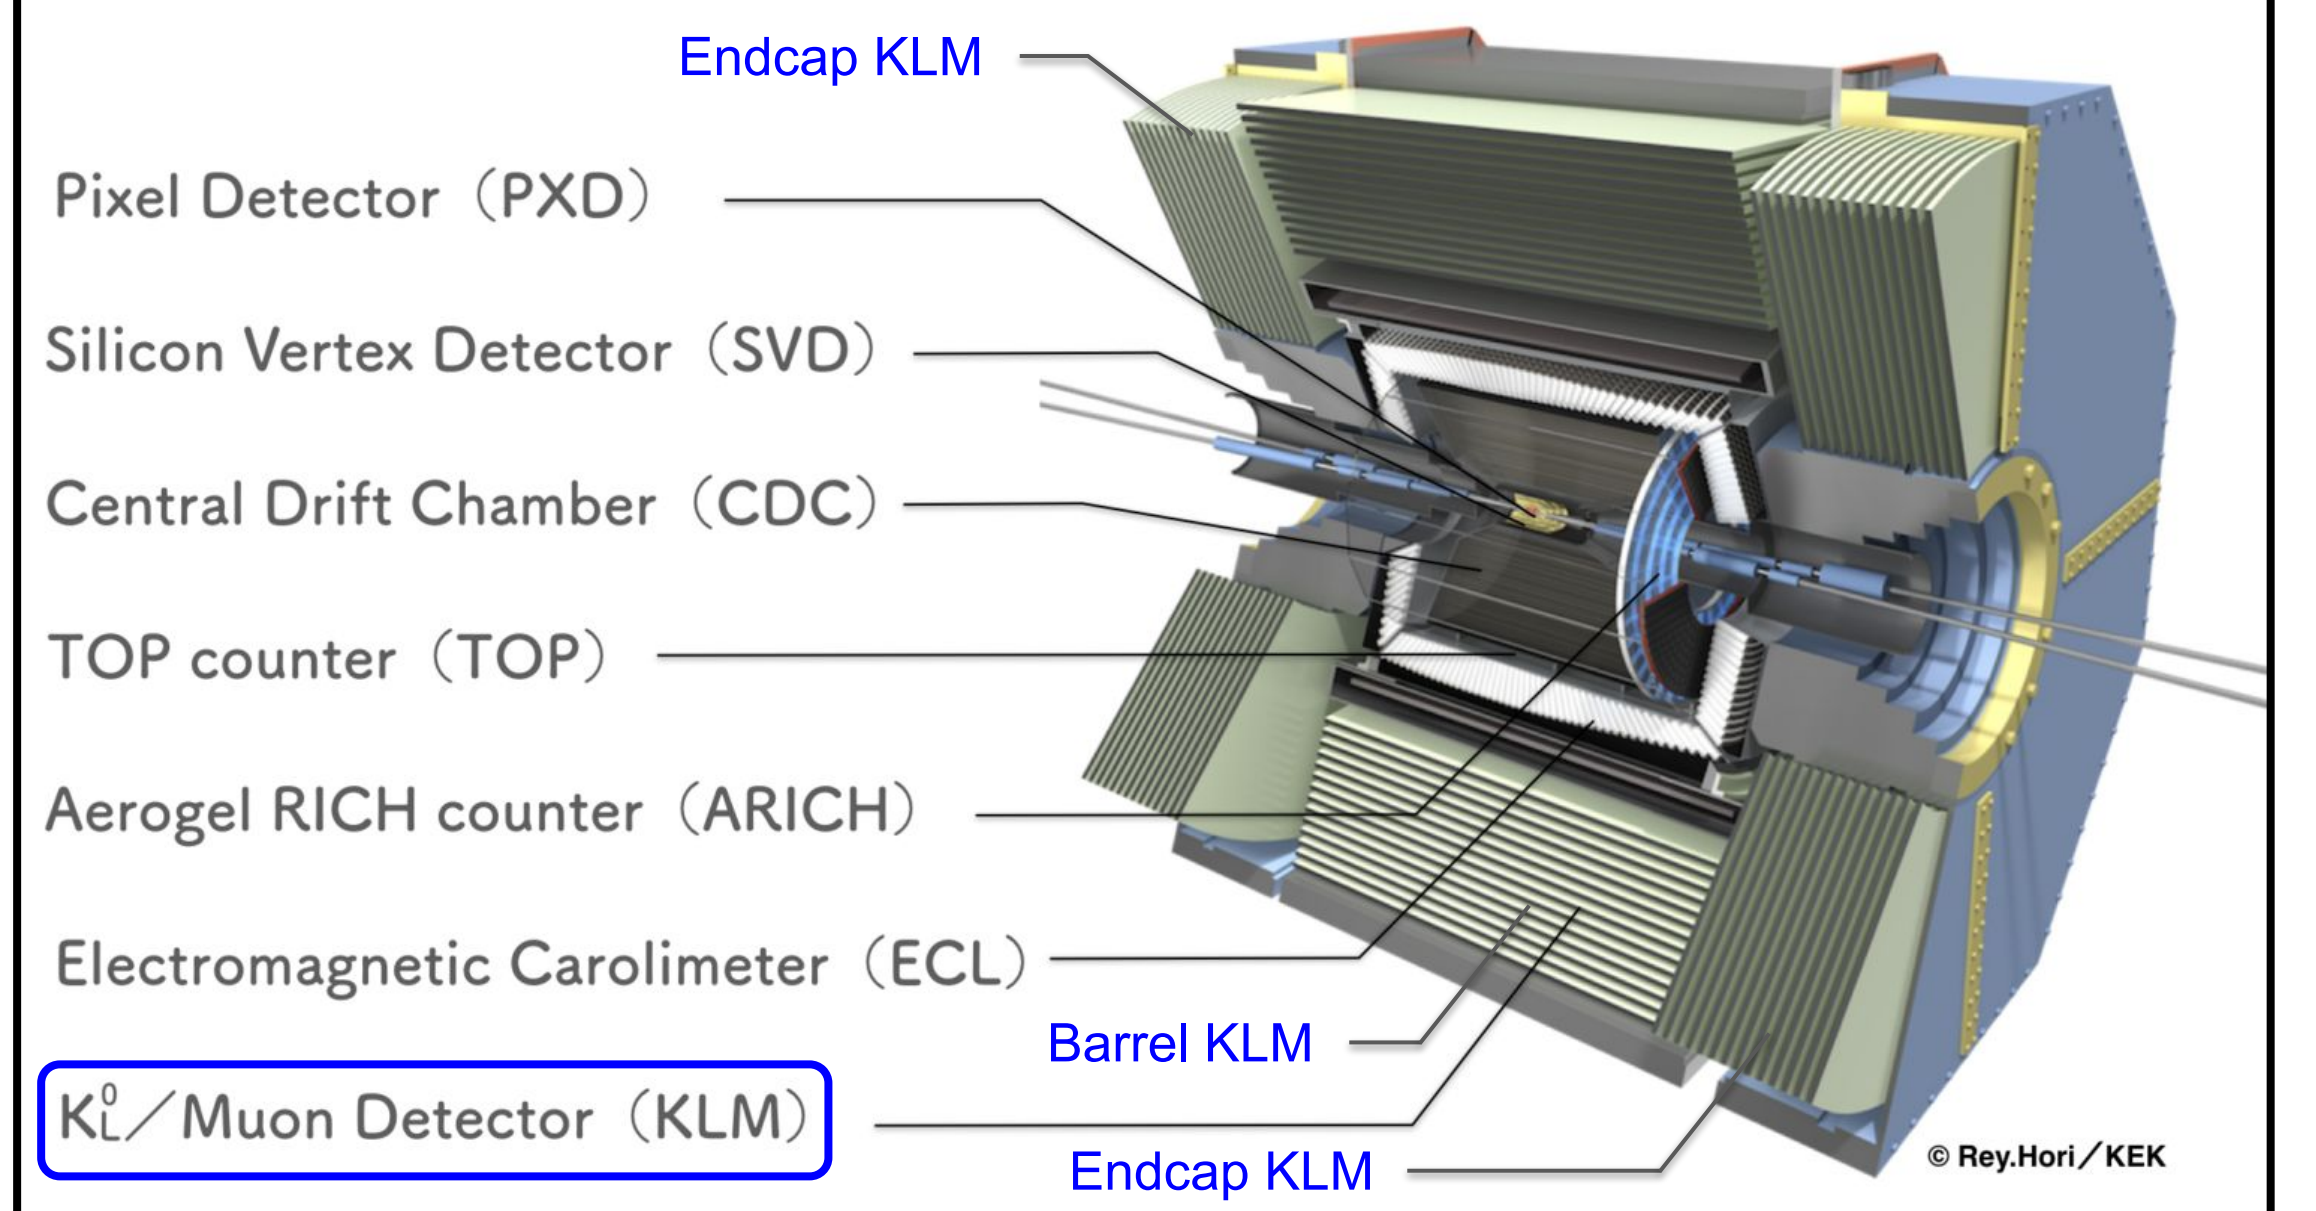 Endcap KLM
Pixel Detector（PXD）
Silicon Vertex Detector（SVD）
Central Drift Chamber（CDC）
TOP counter（TOP）
Aerogel RICH counter（ARICH）
Electromagnetic Carolimeter（ECL）
Barrel KLM
K⁰L／Muon Detector（KLM）
Endcap KLM
© Rey.Hori／KEK